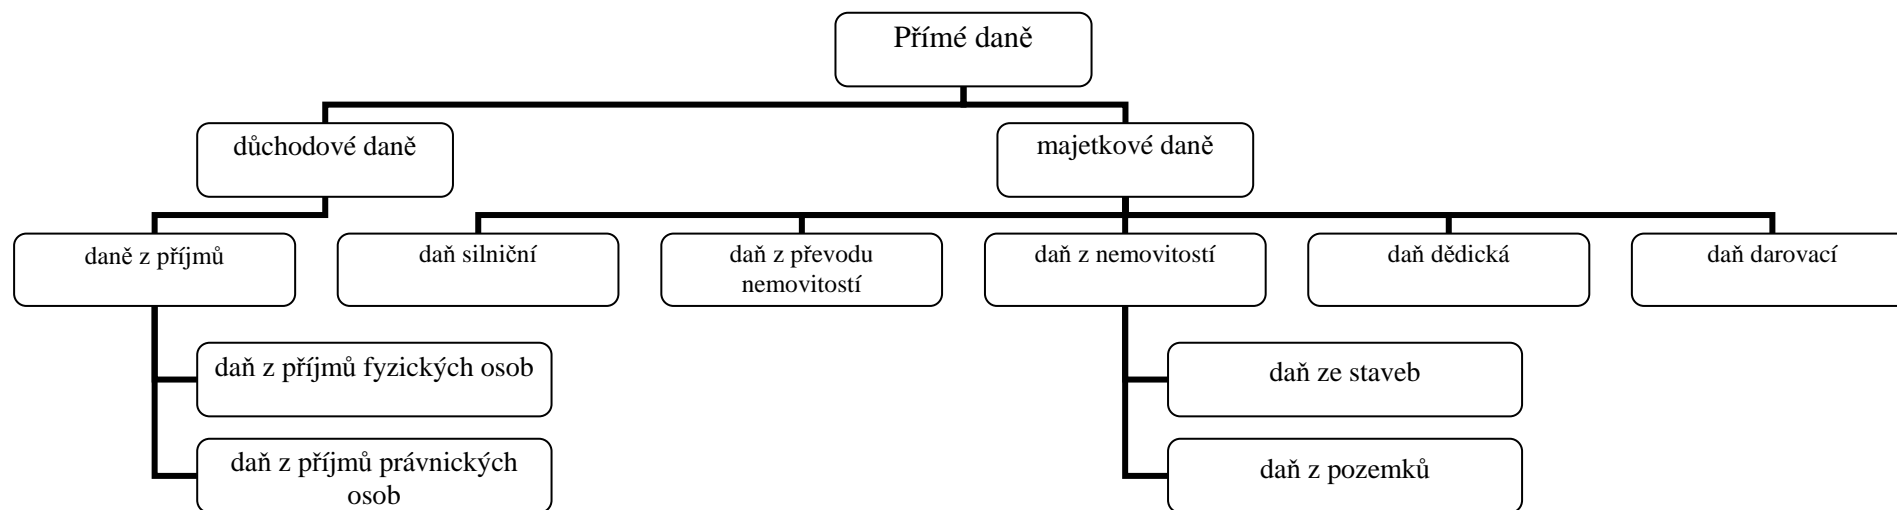 Přímé daně
důchodové daně
majetkové daně
daně z příjmů
daň silniční
daň z převodu
nemovitostí
daň z nemovitostí
daň dědická
daň darovací
daň z příjmů fyzických osob
daň ze staveb
daň z příjmů právnických
osob
daň z pozemků